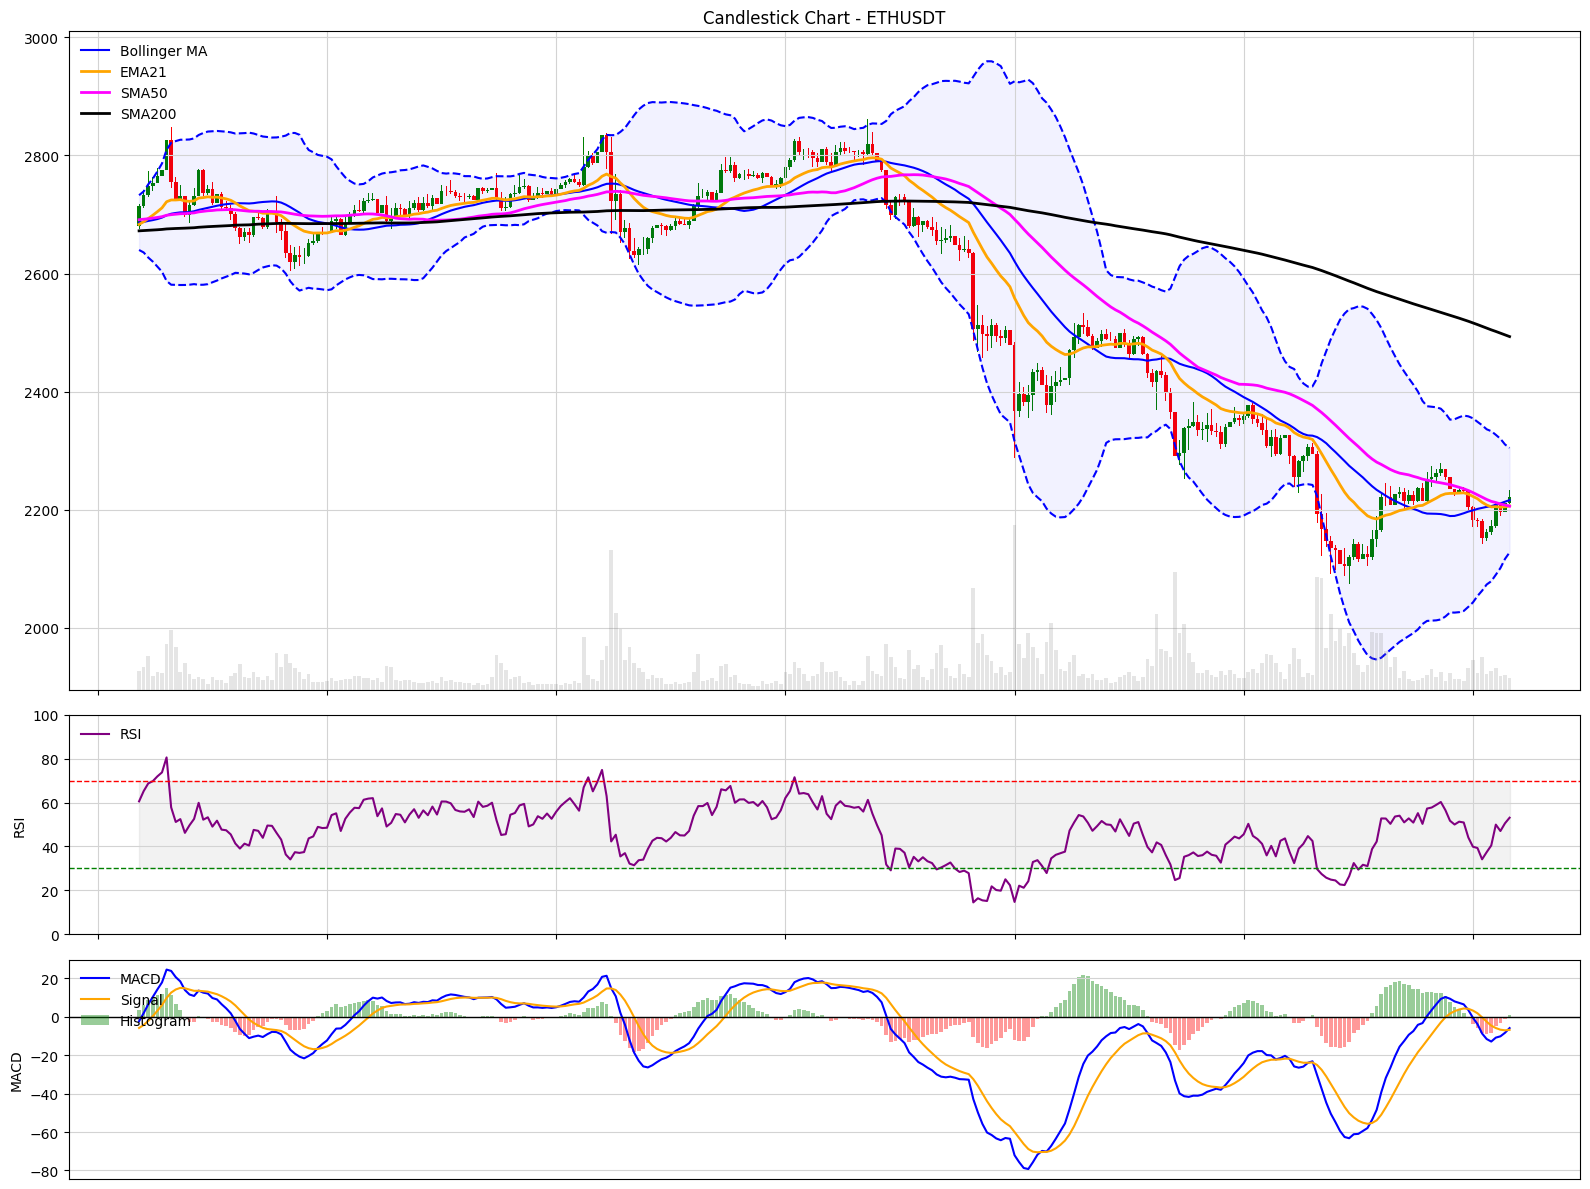 Candlestick Chart - ETHUSDT
3000
2800
2600
2400
2200
2000
Bollinger MA
EMA21
SMA50
SMA200
100
80
60
40
20
0
RSI
RSI
20
0
−20
−40
−60
−80
MACD
MACD
Signal
Histogram